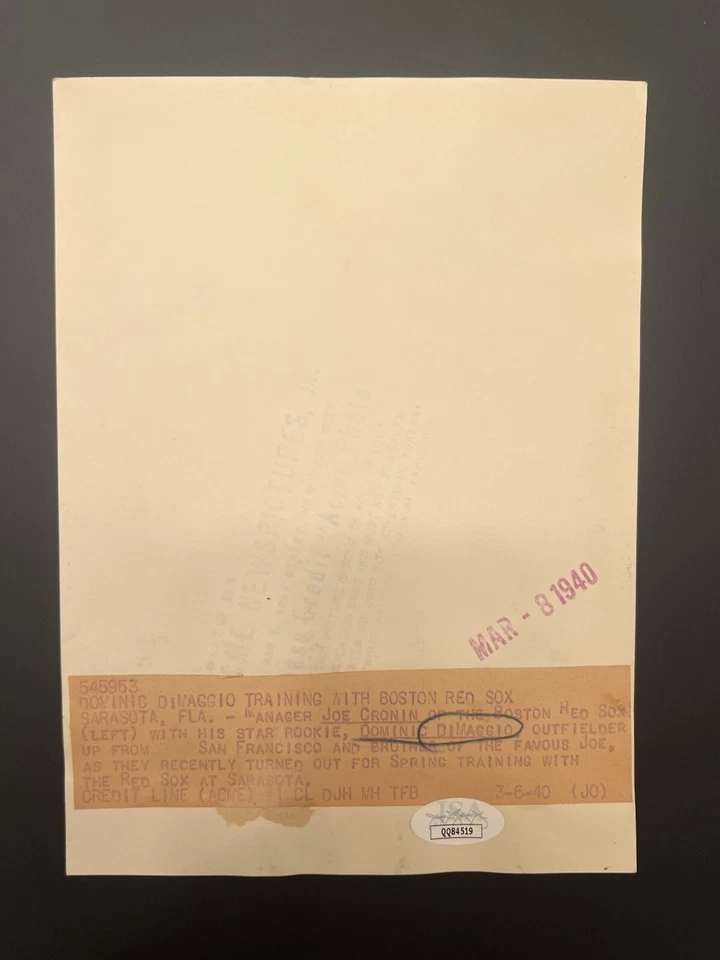 NEWSPICTURES,
MAR - 8 1940
545953
DOMINIC DIMAGGIO TRAINING WITH BOSTON RED SOX
SARASOTA, FLA. - MANAGER JOE CRONIN OF THE BOSTON RED SOX
(LEFT) WITH HIS STAR ROOKIE, DOMINIC DIMAGGIO, OUTFIELDER
UP FROM SAN FRANCISCO AND BROTHER OF THE FAMOUS JOE,
AS THEY RECENTLY TURNED OUT FOR SPRING TRAINING WITH
THE RED SOX AT SARASOTA.
CREDIT LINE (ACME) CL DJH MH TFB 3-6-40 (JO)
JSA
QQ84519